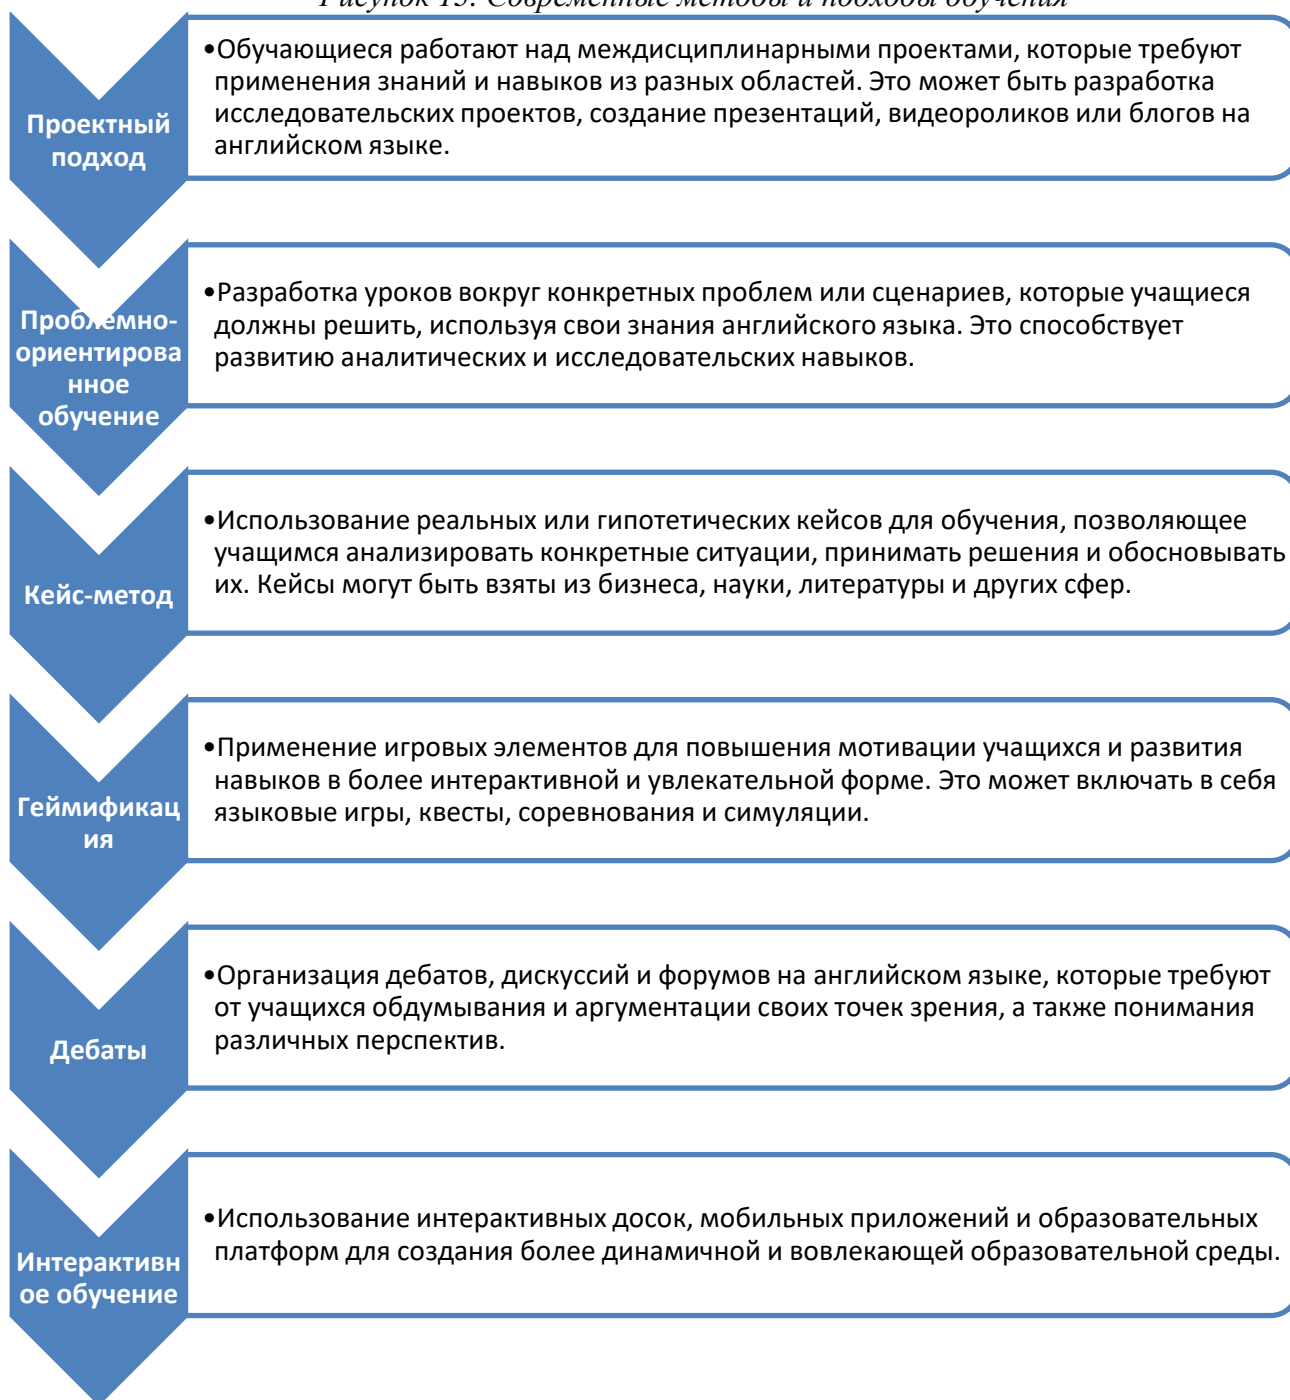 Рисунок 13. Современные методы и подходы обучения
Проектный
подход
•Обучающиеся работают над междисциплинарными проектами, которые требуют
применения знаний и навыков из разных областей. Это может быть разработка
исследовательских проектов, создание презентаций, видеороликов или блогов на
английском языке.
Проблемно-
ориентирова
нное
обучение
•Разработка уроков вокруг конкретных проблем или сценариев, которые учащиеся
должны решить, используя свои знания английского языка. Это способствует
развитию аналитических и исследовательских навыков.
Кейс-метод
•Использование реальных или гипотетических кейсов для обучения, позволяющее
учащимся анализировать конкретные ситуации, принимать решения и обосновывать
их. Кейсы могут быть взяты из бизнеса, науки, литературы и других сфер.
Геймификац
ия
•Применение игровых элементов для повышения мотивации учащихся и развития
навыков в более интерактивной и увлекательной форме. Это может включать в себя
языковые игры, квесты, соревнования и симуляции.
Дебаты
•Организация дебатов, дискуссий и форумов на английском языке, которые требуют
от учащихся обдумывания и аргументации своих точек зрения, а также понимания
различных перспектив.
Интерактивн
ое обучение
•Использование интерактивных досок, мобильных приложений и образовательных
платформ для создания более динамичной и вовлекающей образовательной среды.